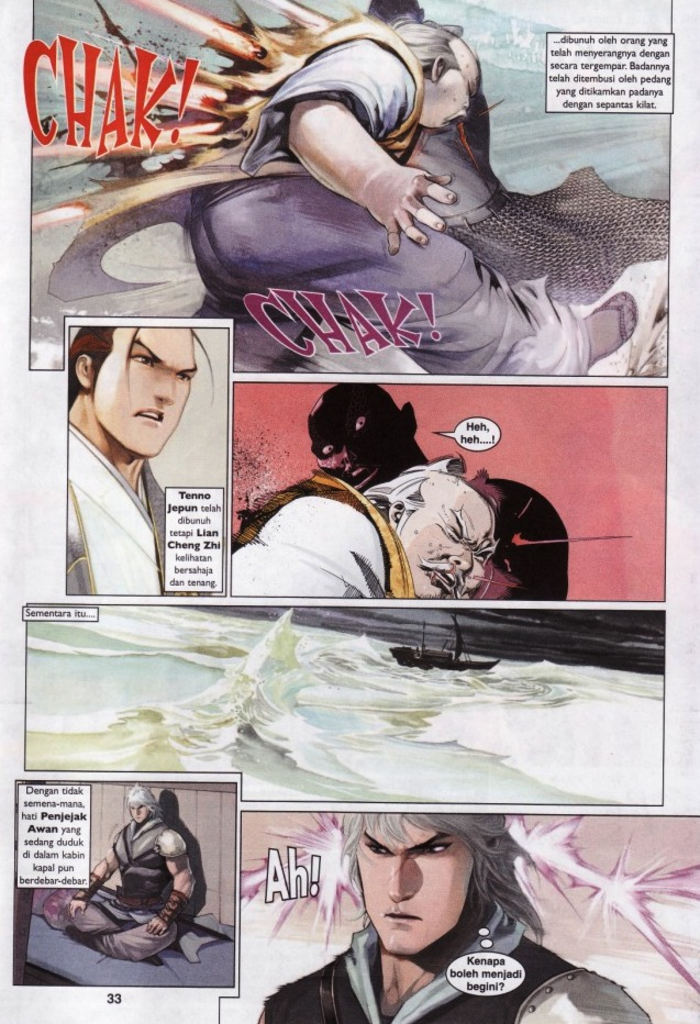 CHAK!
...dibunuh oleh orang yang
telah menyerangnya dengan
secara tergempar. Badannya
telah ditembusi oleh pedang
yang ditikamkan padanya
dengan sepantas kilat.
CHAK!
Tenno
Jepun telah
dibunuh
tetapi Lian
Cheng Zhi
kelihatan
bersahaja
dan tenang.
Heh,
heh....!
Sementara itu....
Dengan tidak
semena-mana,
hati Penjejak
Awan yang
sedang duduk
di dalam kabin
kapal pun
berdebar-debar.
Ah!
Kenapa
boleh menjadi
begini?
33